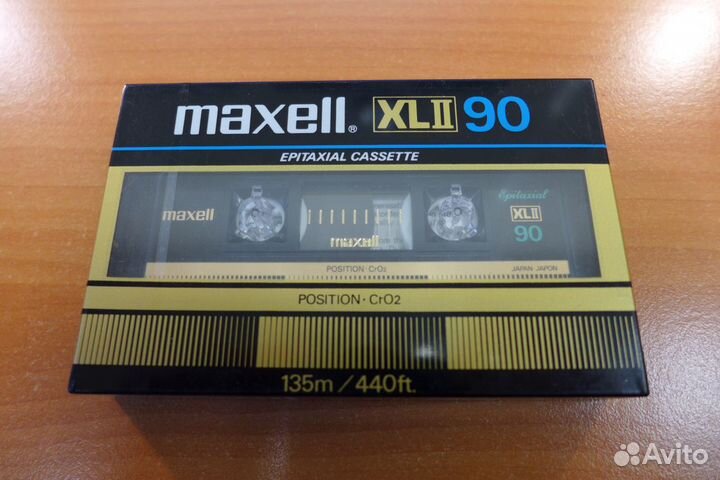 maxell® XLII 90
EPITAXIAL CASSETTE
Epitaxial
maxell
XLII
90
maxell
POSITION·CrO2
JAPAN·JAPON
POSITION·CrO2
135m/440ft.
Avito